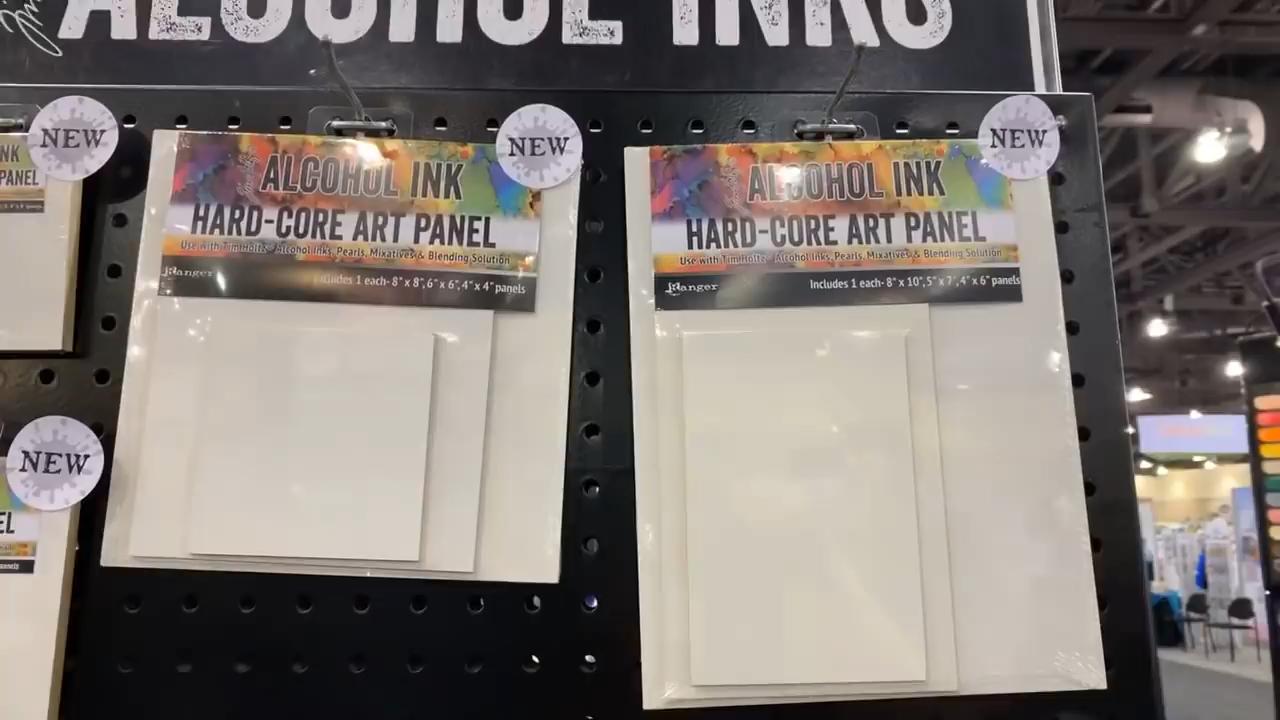 ALCOHOL INKS
NEW
NK
PANEL
NEW
EL
NEW
ALCOHOL INK
HARD-CORE ART PANEL
Use with Tim Holtz® Alcohol Inks, Pearls, Mixatives & Blending Solution
Ranger
Includes 1 each- 8" x 8", 6" x 6", 4" x 4" panels
NEW
ALCOHOL INK
HARD-CORE ART PANEL
Use with Tim Holtz® Alcohol Inks, Pearls, Mixatives & Blending Solution
Ranger
Includes 1 each- 8" x 10", 5" x 7", 4" x 6" panels